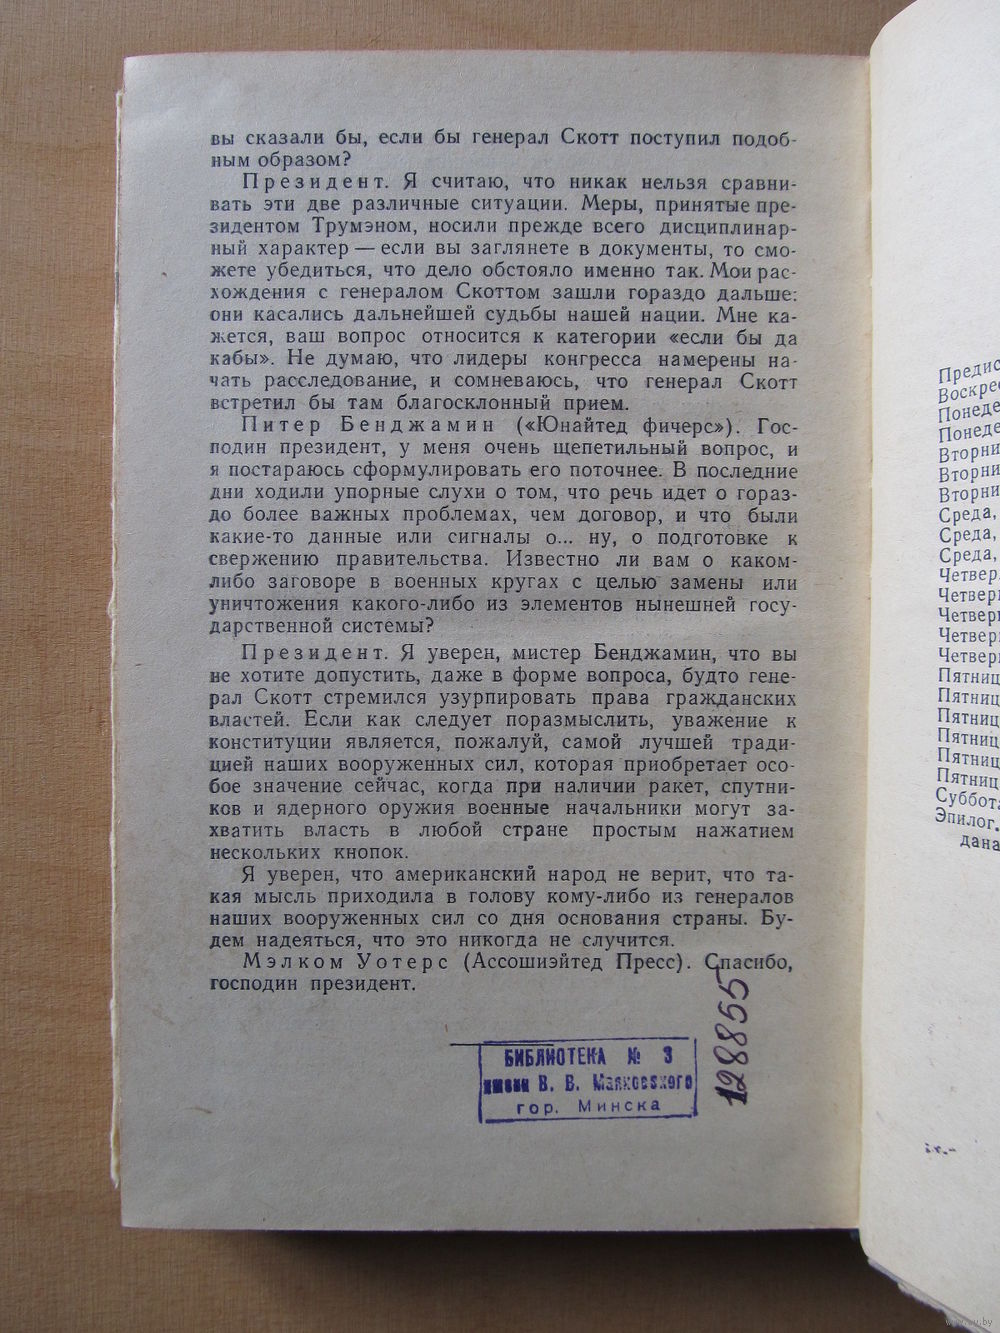 вы сказали бы, если бы генерал Скотт поступил подоб-
ным образом?
Президент. Я считаю, что никак нельзя сравни-
вать эти две различные ситуации. Меры, принятые пре-
зидентом Трумэном, носили прежде всего дисциплинар-
ный характер — если вы заглянете в документы, то смо-
жете убедиться, что дело обстояло именно так. Мои рас-
хождения с генералом Скоттом зашли гораздо дальше:
они касались дальнейшей судьбы нашей нации. Мне ка-
жется, ваш вопрос относится к категории «если бы да
кабы». Не думаю, что лидеры конгресса намерены на-
чать расследование, и сомневаюсь, что генерал Скотт
встретил бы там благосклонный прием.
Питер Бенджамин («Юнайтед фичерс»). Гос-
подин президент, у меня очень щепетильный вопрос, и
я постараюсь сформулировать его поточнее. В последние
дни ходили упорные слухи о том, что речь идет о гораз-
до более важных проблемах, чем договор, и что были
какие-то данные или сигналы о... ну, о подготовке к
свержению правительства. Известно ли вам о каком-
либо заговоре в военных кругах с целью замены или
уничтожения какого-либо из элементов нынешней госу-
дарственной системы?
Президент. Я уверен, мистер Бенджамин, что вы
не хотите допустить, даже в форме вопроса, будто гене-
рал Скотт стремился узурпировать права гражданских
властей. Если как следует поразмыслить, уважение к
конституции является, пожалуй, самой лучшей тради-
цией наших вооруженных сил, которая приобретает осо-
бое значение сейчас, когда при наличии ракет, спутни-
ков и ядерного оружия военные начальники могут за-
хватить власть в любой стране простым нажатием
нескольких кнопок.
Я уверен, что американский народ не верит, что та-
кая мысль приходила в голову кому-либо из генералов
наших вооруженных сил со дня основания страны. Бу-
дем надеяться, что это никогда не случится.
Мэлком Уотерс (Ассошиэйтед Пресс). Спасибо,
господин президент.
128855
БИБЛИОТЕКА № 3
имени В. В. Маяковского
гор. Минска
Предис
Воскрес
Понеде
Понеде
Вторни
Вторни
Вторни
Среда,
Среда,
Среда,
Четвер
Четвер
Четвер
Четвер
Четвер
Пятниц
Пятниц
Пятниц
Пятниц
Пятниц
Пятниц
Суббота
Эпилог.
дана